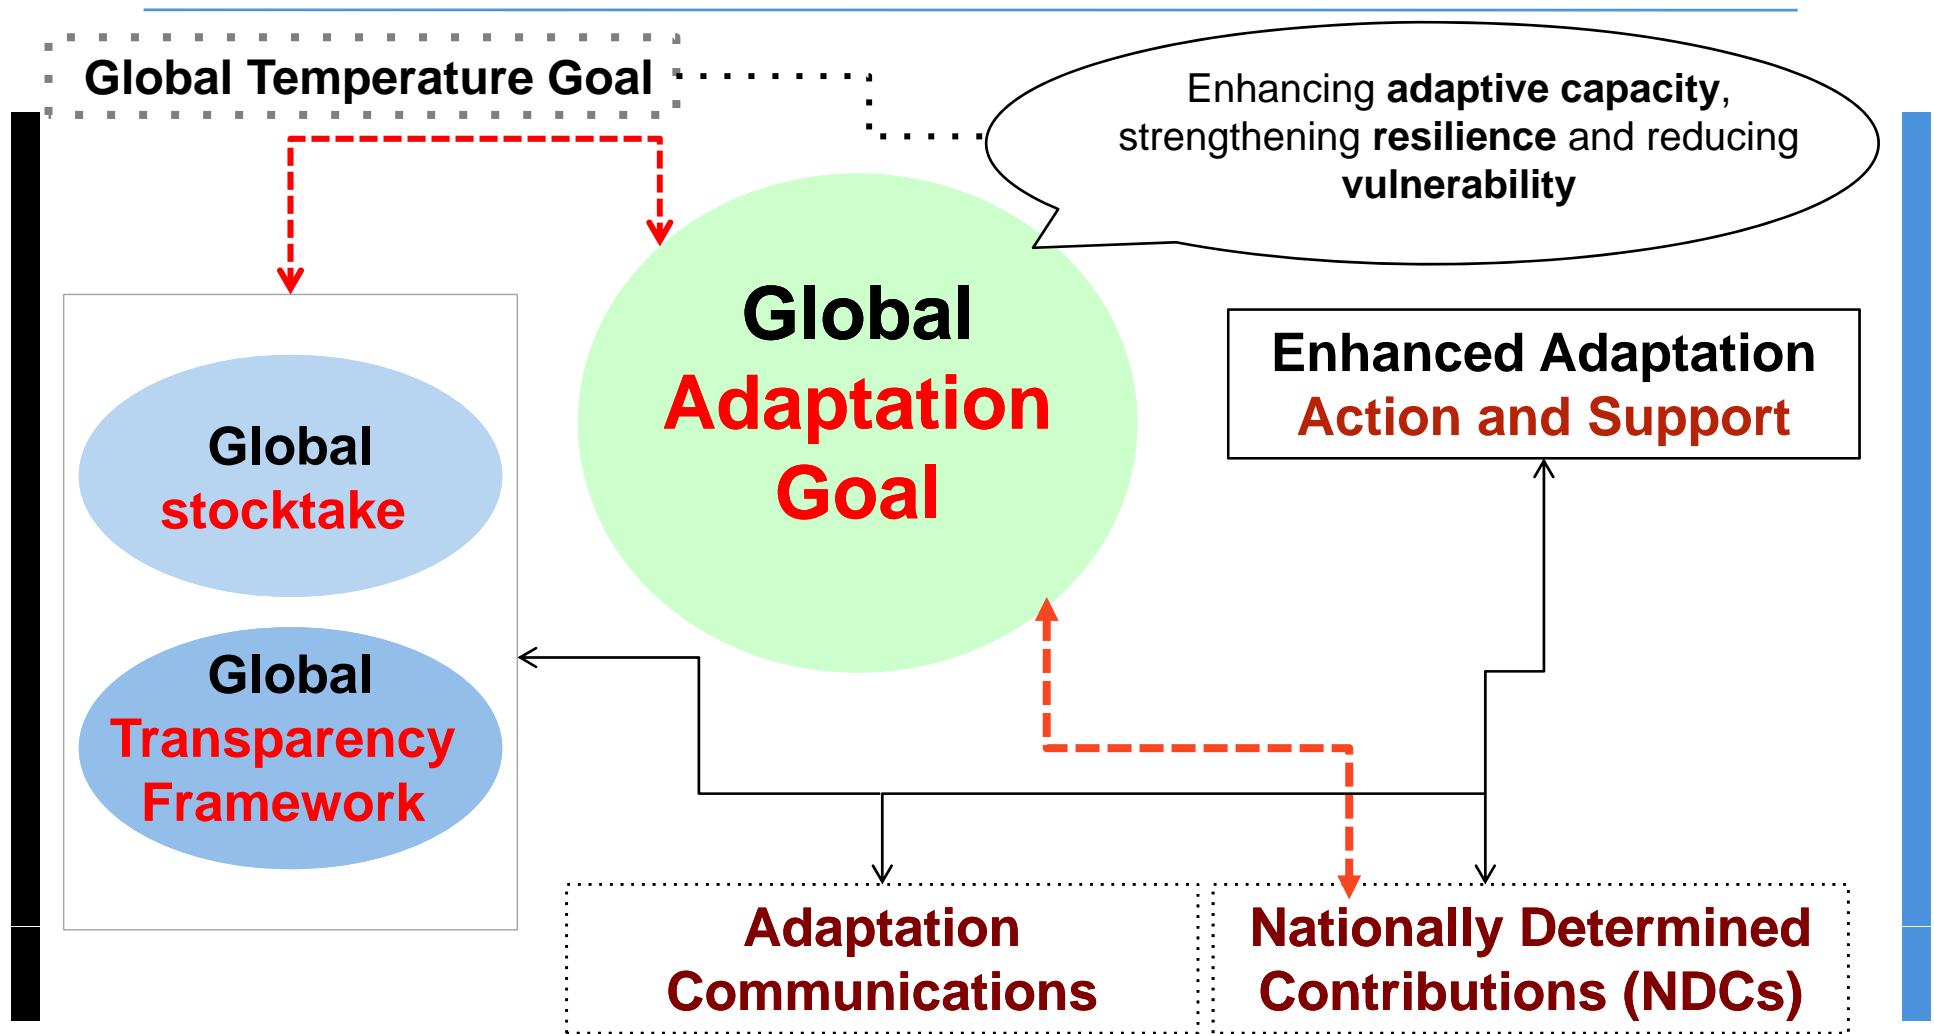 Global Temperature Goal
Enhancing adaptive capacity,
strengthening resilience and reducing
vulnerability
Global
Adaptation
Goal
Enhanced Adaptation
Action and Support
Global
stocktake
Global
Transparency
Framework
Adaptation
Communications
Nationally Determined
Contributions (NDCs)